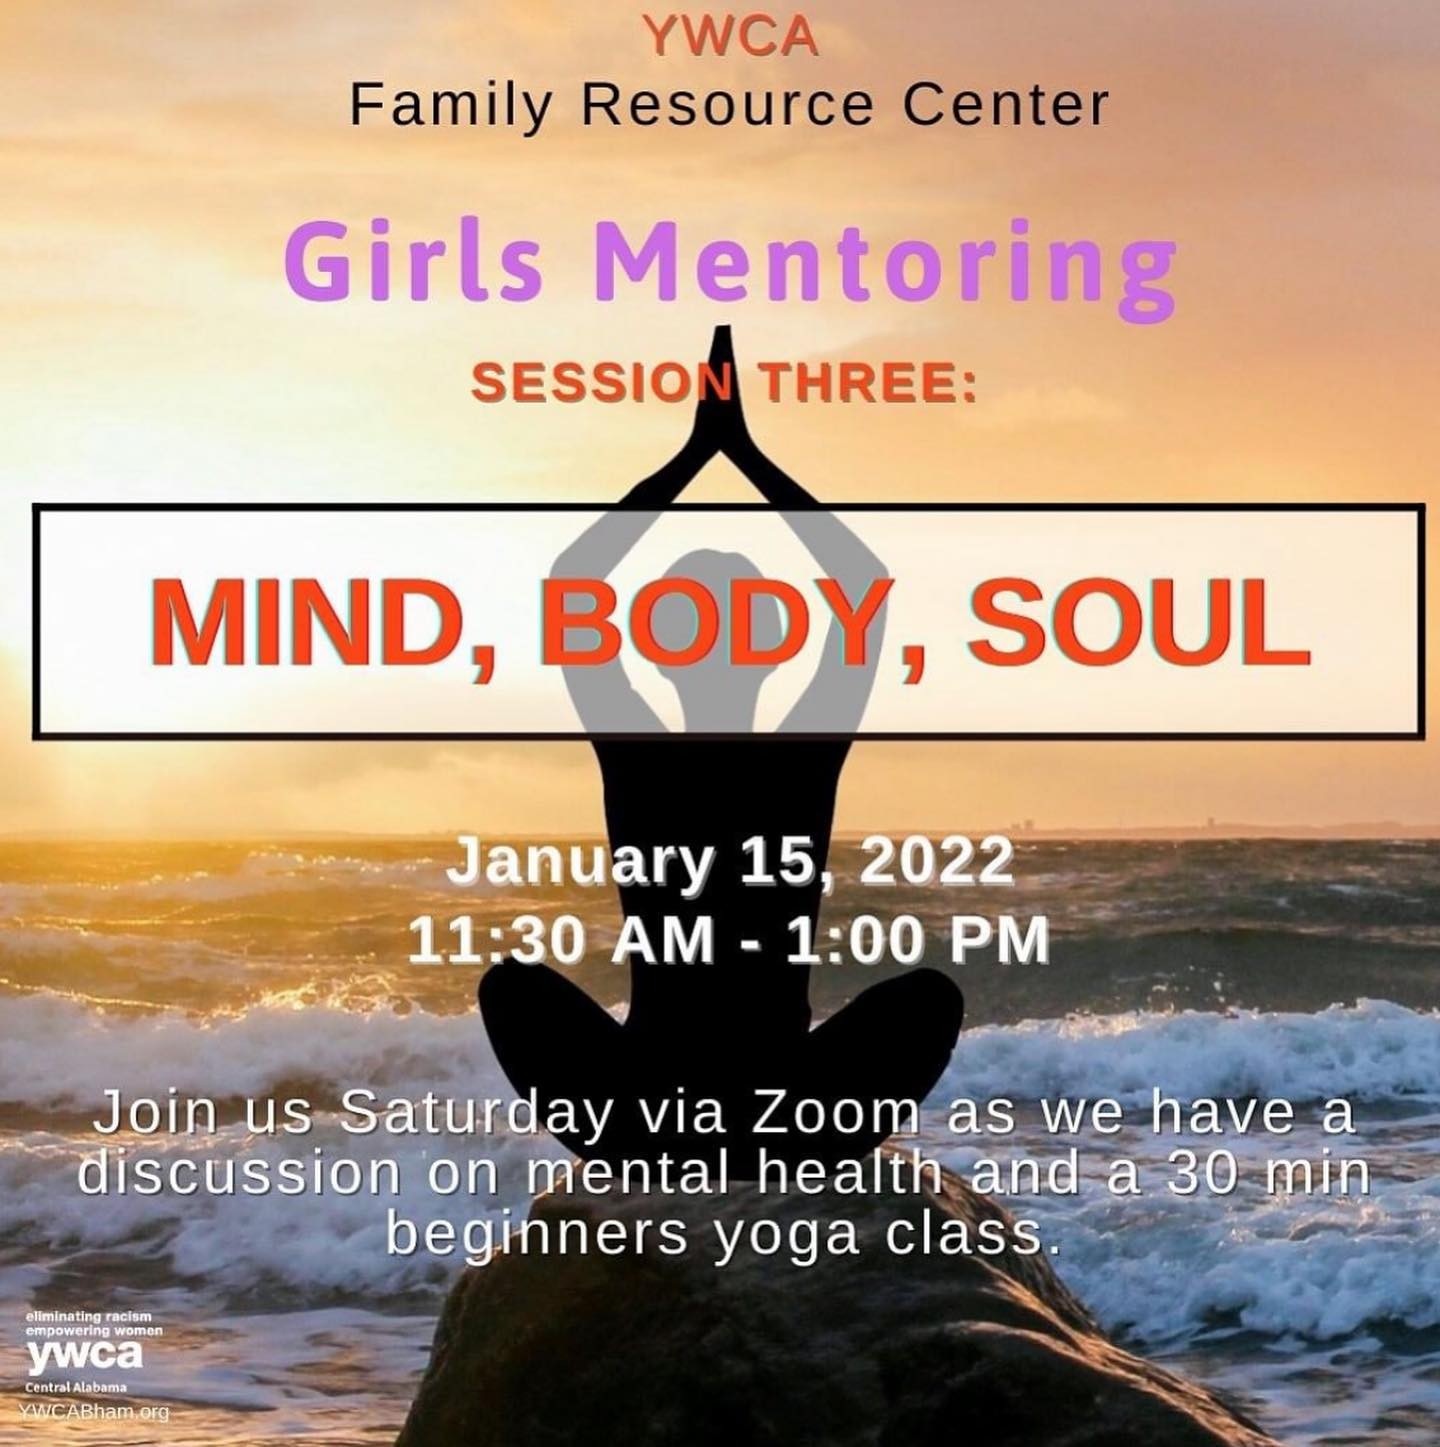 YWCA
Family Resource Center
Girls Mentoring
SESSION THREE:
MIND, BODY, SOUL
January 15, 2022
11:30 AM - 1:00 PM
Join us Saturday via Zoom as we have a
discussion on mental health and a 30 min
beginners yoga class.
eliminating racism
empowering women
ywca
Central Alabama
YWCABham.org